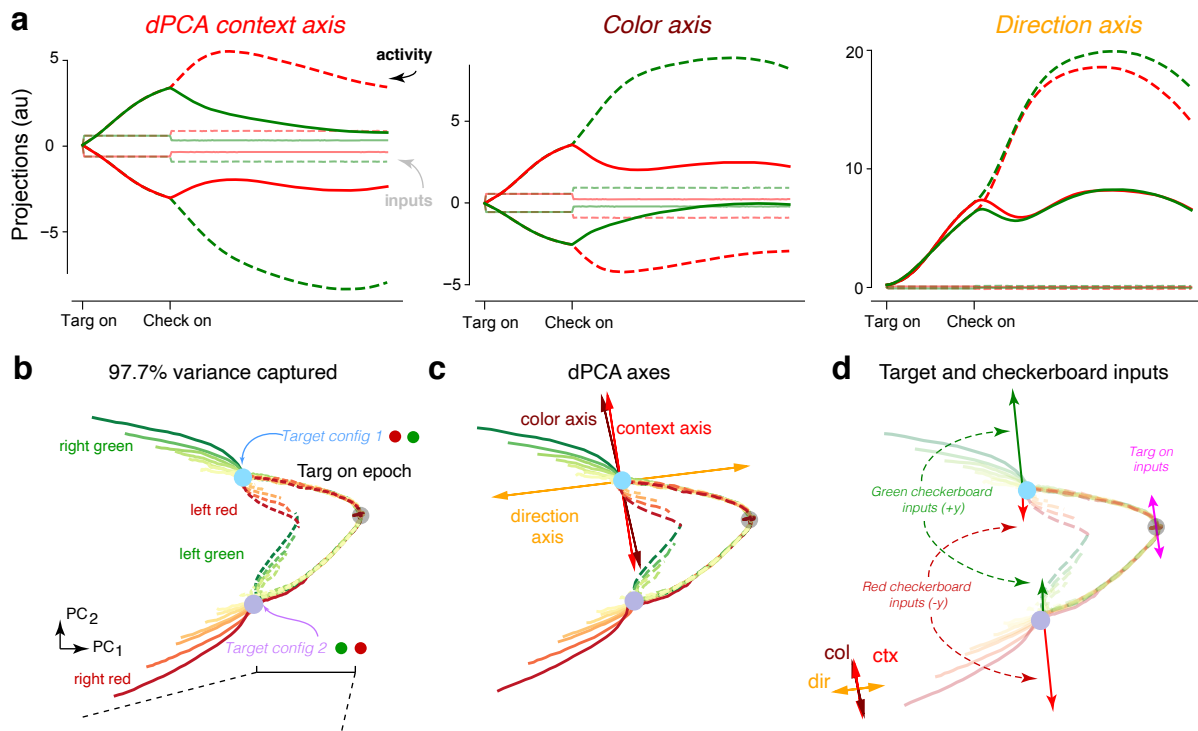 a
dPCA context axis
Color axis
Direction axis
Projections (au)
5
0
−5
activity
inputs
Targ on
Check on
5
0
−5
Targ on
Check on
20
10
0
Targ on
Check on
b
97.7% variance captured
right green
Target config 1
Targ on epoch
left red
left green
PC2
PC1
Target config 2
right red
c
dPCA axes
color axis
context axis
direction
axis
d
Target and checkerboard inputs
Targ on
inputs
Green checkerboard
inputs (+y)
Red checkerboard
inputs (-y)
col
ctx
dir